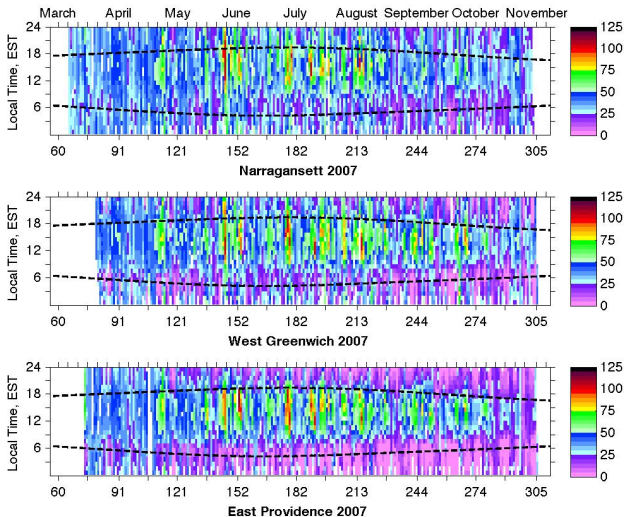 March April May June July August September October November
24 125
18 100
12 75
6 50
25
0
Local Time, EST
60 91 121 152 182 213 244 274 305
Narragansett 2007
24 125
18 100
12 75
6 50
25
0
Local Time, EST
60 91 121 152 182 213 244 274 305
West Greenwich 2007
24 125
18 100
12 75
6 50
25
0
Local Time, EST
60 91 121 152 182 213 244 274 305
East Providence 2007